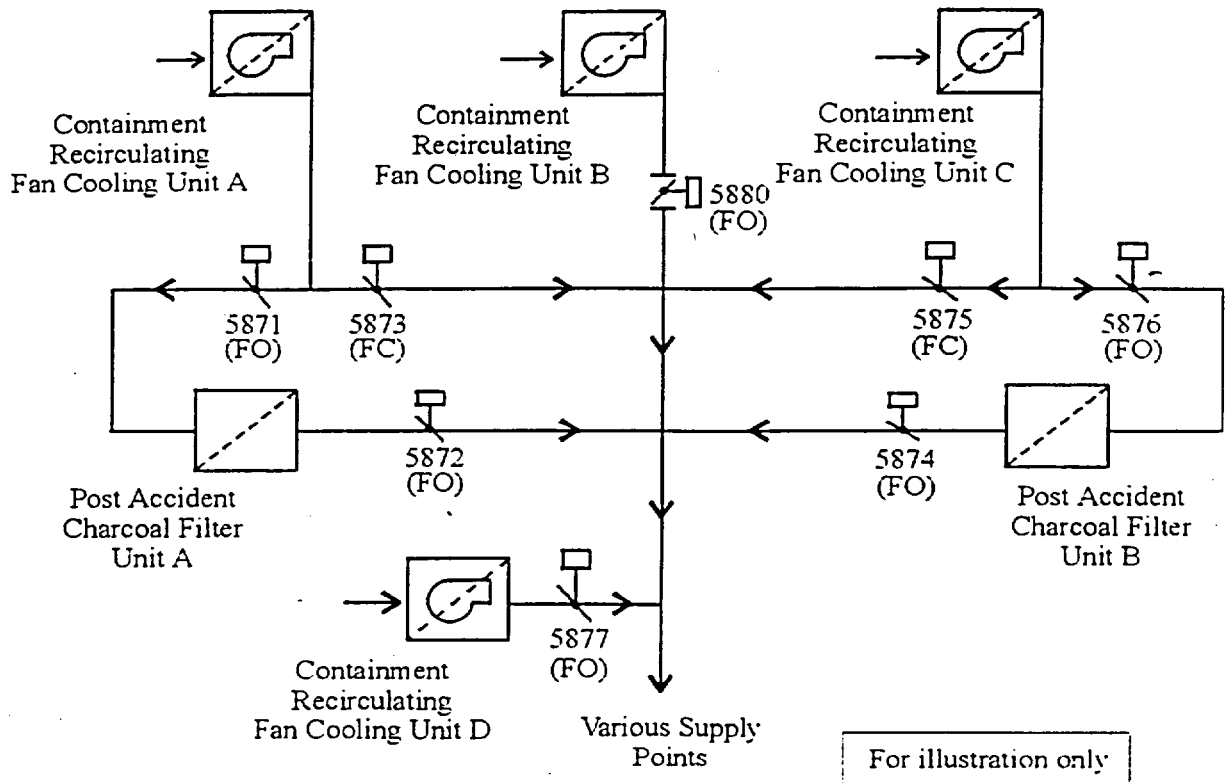 Containment
Recirculating
Fan Cooling Unit A
Containment
Recirculating
Fan Cooling Unit B
Containment
Recirculating
Fan Cooling Unit C
5880
(FO)
5871
(FO)
5873
(FC)
5875
(FC)
5876
(FO)
5872
(FO)
5874
(FO)
Post Accident
Charcoal Filter
Unit A
Post Accident
Charcoal Filter
Unit B
5877
(FO)
Containment
Recirculating
Fan Cooling Unit D
Various Supply
Points
For illustration only